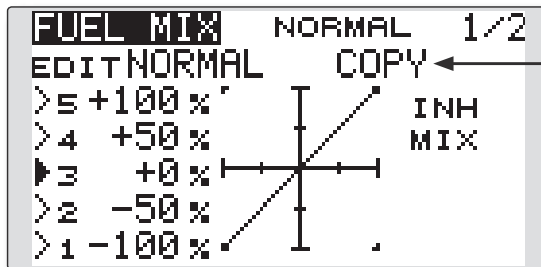 FUEL MIX NORMAL 1/2
EDIT NORMAL COPY
>5 +100% INH
>4 +50% MIX
▶3 +0%
>2 -50%
>1 -100%